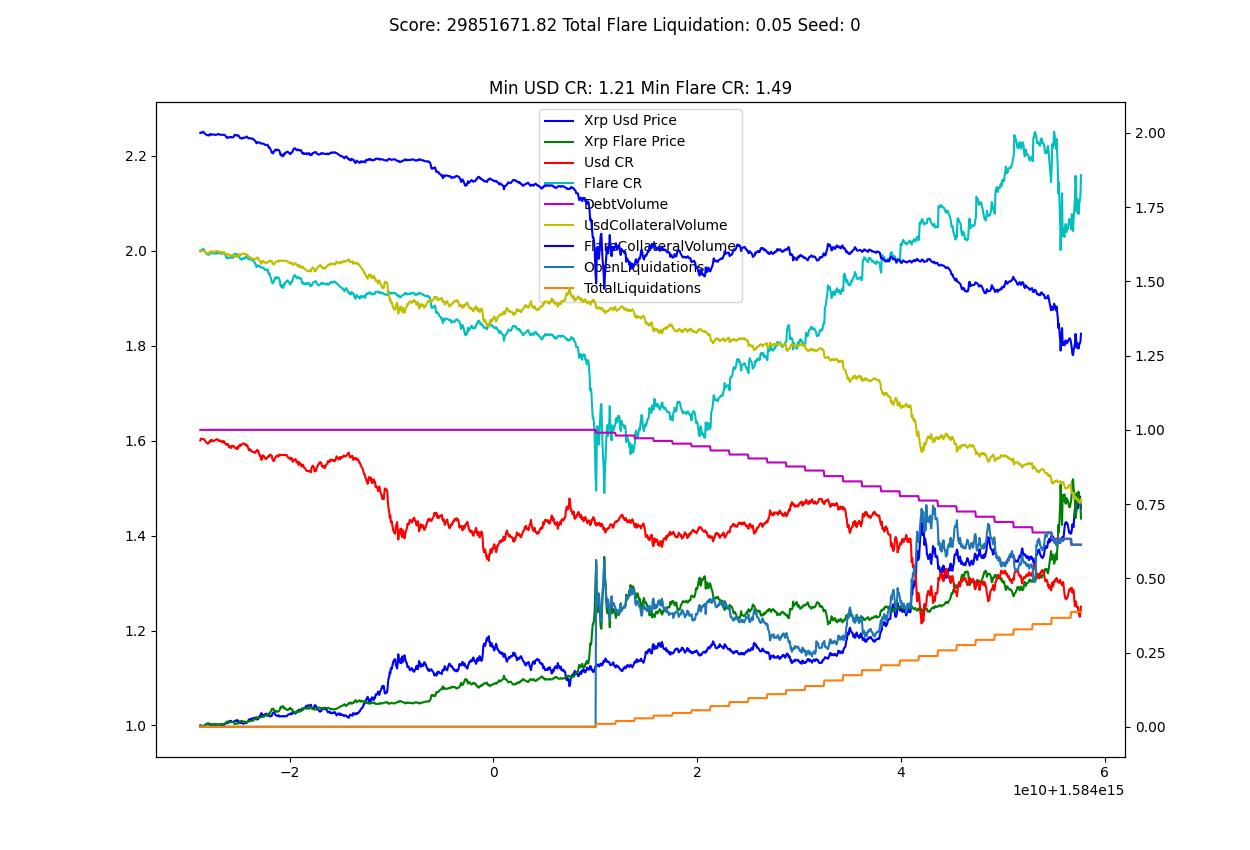 Score: 29851671.82 Total Flare Liquidation: 0.05 Seed: 0
Min USD CR: 1.21 Min Flare CR: 1.49
Xrp Usd Price
Xrp Flare Price
Usd CR
Flare CR
DebtVolume
UsdCollateralVolume
FlareCollateralVolume
OpenLiquidations
TotalLiquidations
2.2
2.0
1.8
1.6
1.4
1.2
1.0
2.00
1.75
1.50
1.25
1.00
0.75
0.50
0.25
0.00
−2 0 2 4 6
1e10+1.584e15